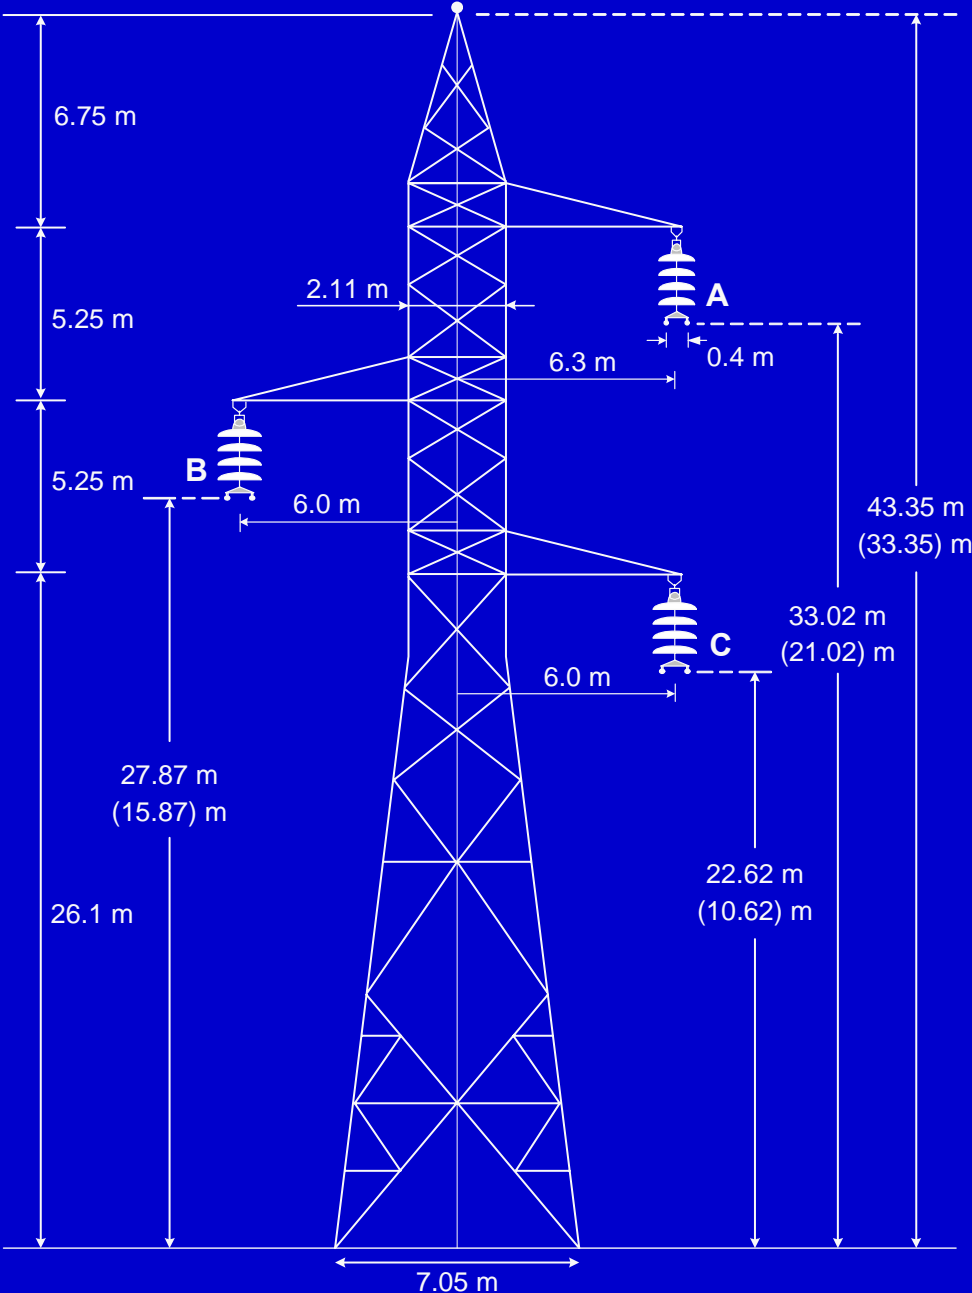 6.75 m
2.11 m
A
5.25 m
0.4 m
6.3 m
B
5.25 m
6.0 m
43.35 m
(33.35) m
33.02 m
(21.02) m
C
6.0 m
27.87 m
(15.87) m
22.62 m
(10.62) m
26.1 m
7.05 m